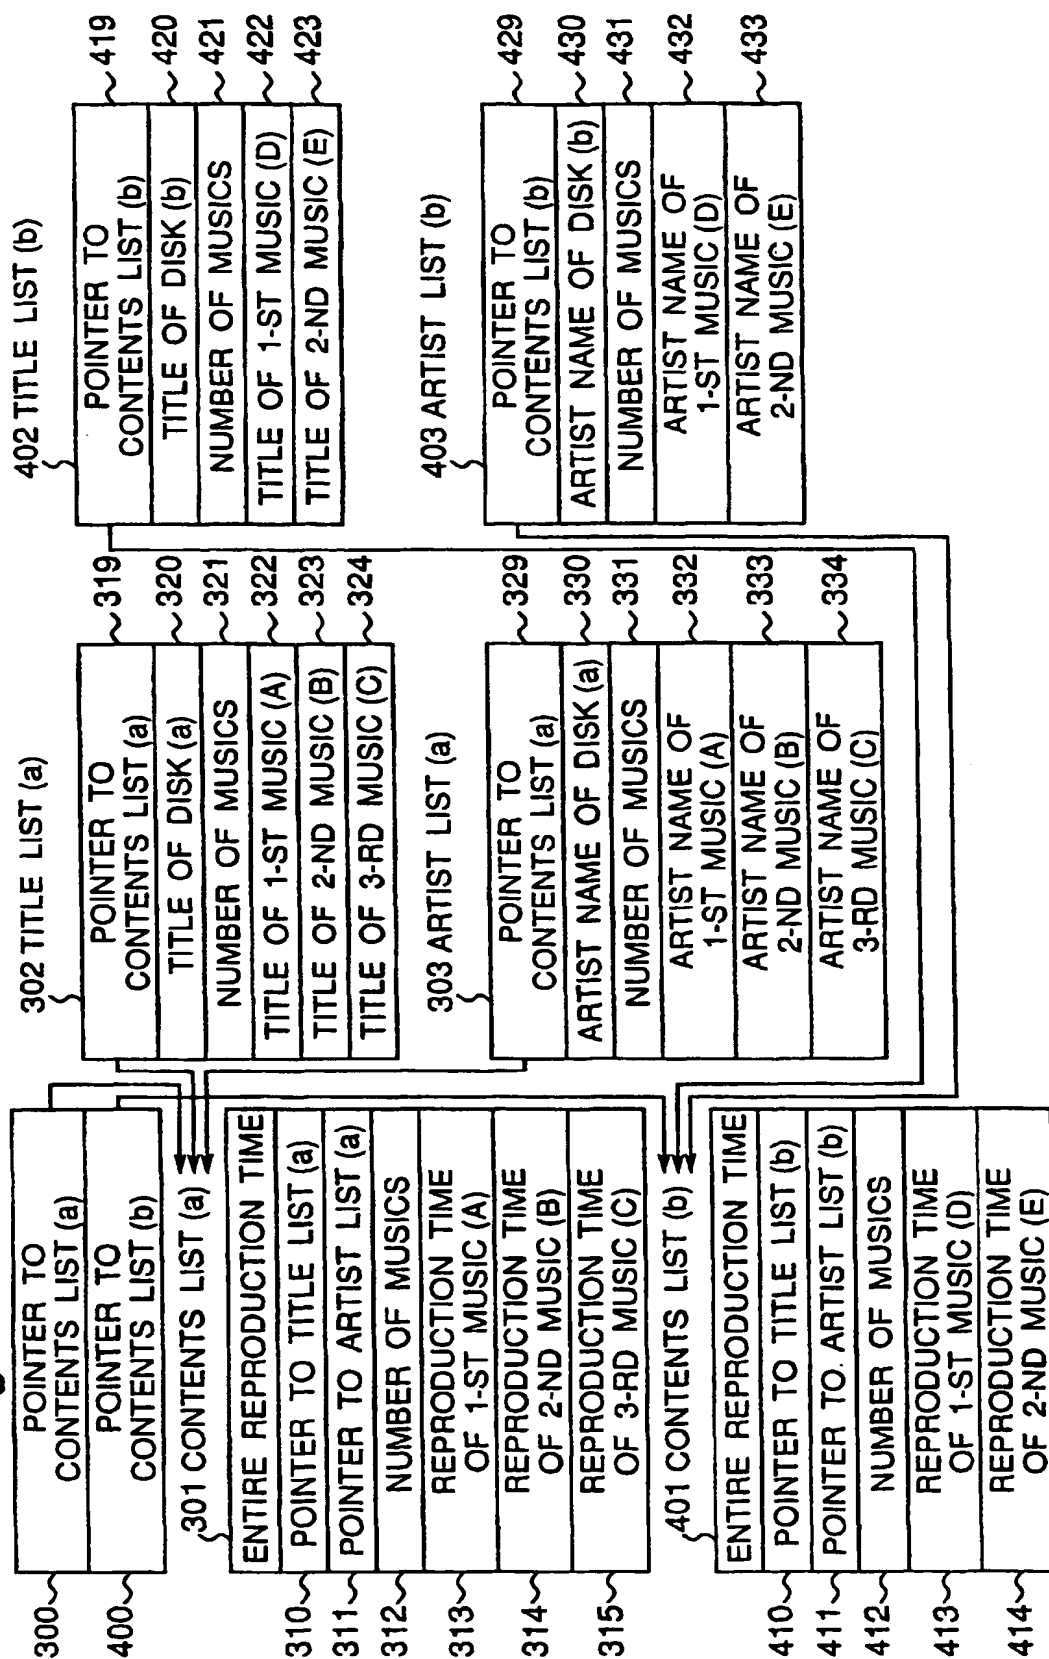 300
POINTER TO
CONTENTS LIST (a)
400
POINTER TO
CONTENTS LIST (b)
301 CONTENTS LIST (a)
ENTIRE REPRODUCTION TIME
310
POINTER TO TITLE LIST (a)
311
POINTER TO ARTIST LIST (a)
312
NUMBER OF MUSICS
313
REPRODUCTION TIME
OF 1-ST MUSIC (A)
314
REPRODUCTION TIME
OF 2-ND MUSIC (B)
315
REPRODUCTION TIME
OF 3-RD MUSIC (C)
401 CONTENTS LIST (b)
ENTIRE REPRODUCTION TIME
410
POINTER TO TITLE LIST (b)
411
POINTER TO. ARTIST LIST (b)
412
NUMBER OF MUSICS
413
REPRODUCTION TIME
OF 1-ST MUSIC (D)
414
REPRODUCTION TIME
OF 2-ND MUSIC (E)
302 TITLE LIST (a)
POINTER TO
CONTENTS LIST (a)
319
TITLE OF DISK (a)
320
NUMBER OF MUSICS
321
TITLE OF 1-ST MUSIC (A)
322
TITLE OF 2-ND MUSIC (B)
323
TITLE OF 3-RD MUSIC (C)
324
303 ARTIST LIST (a)
POINTER TO
CONTENTS LIST (a)
329
ARTIST NAME OF DISK (a)
330
NUMBER OF MUSICS
331
ARTIST NAME OF
1-ST MUSIC (A)
332
ARTIST NAME OF
2-ND MUSIC (B)
333
ARTIST NAME OF
3-RD MUSIC (C)
334
402 TITLE LIST (b)
POINTER TO
CONTENTS LIST (b)
419
TITLE OF DISK (b)
420
NUMBER OF MUSICS
421
TITLE OF 1-ST MUSIC (D)
422
TITLE OF 2-ND MUSIC (E)
423
403 ARTIST LIST (b)
POINTER TO
CONTENTS LIST (b)
429
ARTIST NAME OF DISK (b)
430
NUMBER OF MUSICS
431
ARTIST NAME OF
1-ST MUSIC (D)
432
ARTIST NAME OF
2-ND MUSIC (E)
433